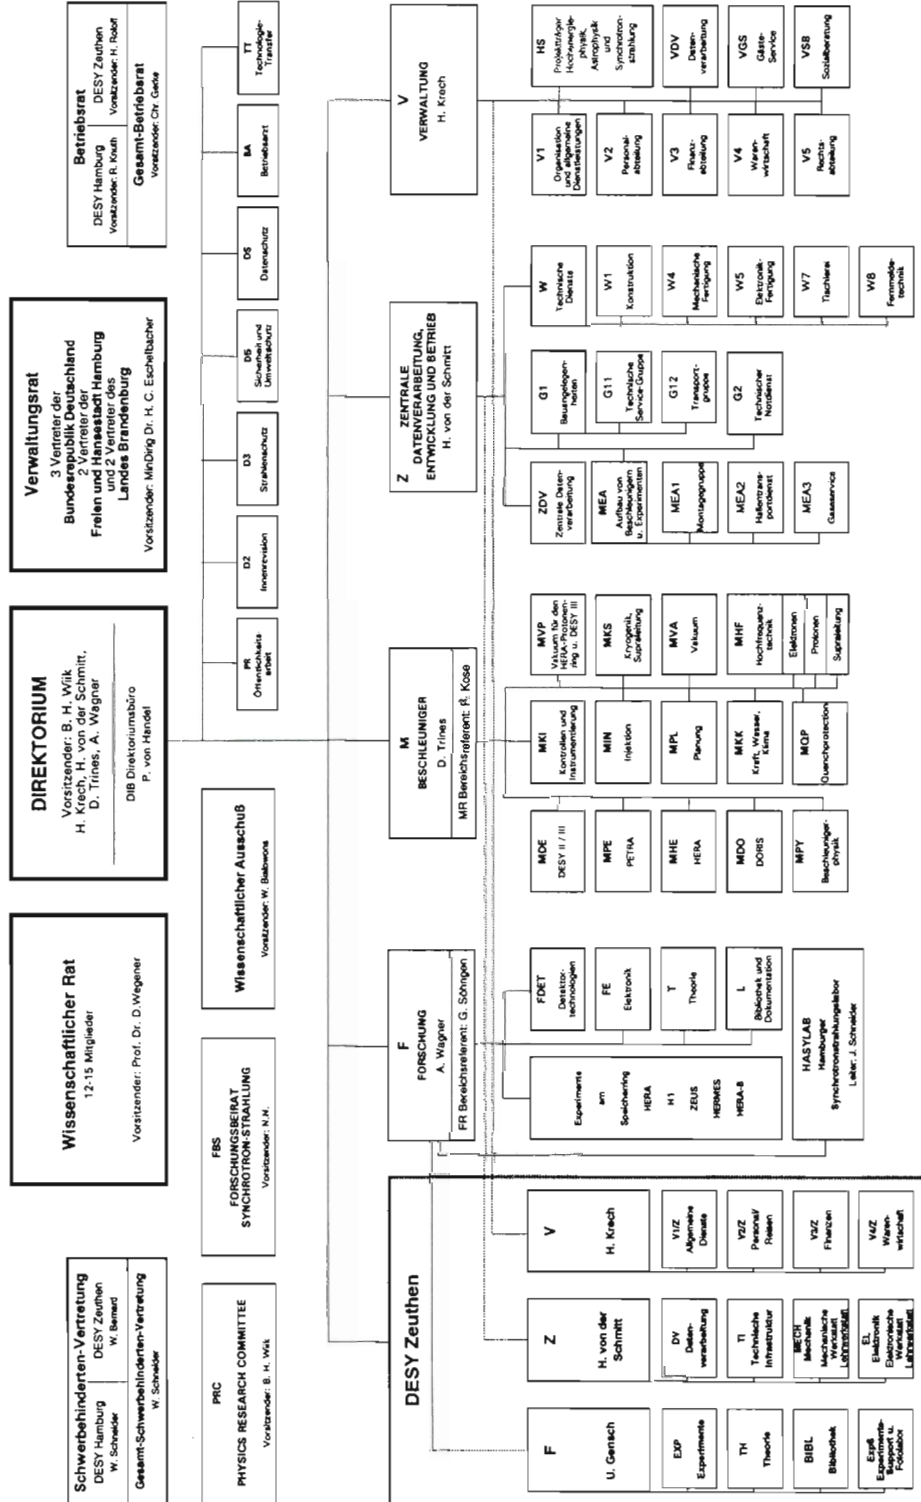 Schwerbehinderten-Vertretung
DESY Hamburg
W. Schneider
DESY Zeuthen
W. Bernard
Gesamt-Schwerbehinderten-Vertretung
W. Schneider
Wissenschaftlicher Rat
12-15 Mitglieder
Vorsitzender: Prof. Dr. D.Wegener
DIREKTORIUM
Vorsitzender: B. H. Wiik
H. Krech, H. von der Schmitt,
D. Trines, A. Wagner
DIB Direktoriumsbüro
P. von Handel
Verwaltungsrat
3 Vertreter der
Bundesrepublik Deutschland
2 Vertreter der
Freien und Hansestadt Hamburg
und 2 Vertreter des
Landes Brandenburg
Vorsitzender: MinDirig Dr. H. C. Eschelbacher
Betriebsrat
DESY Hamburg
Vorsitzender: R. Knuth
DESY Zeuthen
Vorsitzender: H. Roloff
Gesamt-Betriebsrat
Vorsitzender: Chr. Gerke
PRC
PHYSICS RESEARCH COMMITTEE
Vorsitzender: B. H. Wiik
FBS
FORSCHUNGSBEIRAT
SYNCHROTRON-STRAHLUNG
Vorsitzender: N.N.
Wissenschaftlicher Ausschuß
Vorsitzender: W. Bialowons
PR
Öffentlichkeits-
arbeit
D2
Innenrevision
D3
Strahlenschutz
D5
Sicherheit und
Umweltschutz
DS
Datenschutz
BA
Betriebsarzt
TT
Technologie-
Transfer
F
FORSCHUNG
A. Wagner
FR Bereichsreferent: G. Söhngen
M
BESCHLEUNIGER
D. Trines
MR Bereichsreferent: R. Kose
Z
ZENTRALE
DATENVERARBEITUNG,
ENTWICKLUNG UND BETRIEB
H. von der Schmitt
V
VERWALTUNG
H. Krech
DESY Zeuthen
F
U. Gensch
EXP
Experimente
TH
Theorie
BIBL
Bibliothek
ExpS
Experimente-
Support u.
Fotolabor
Z
H. von der
Schmitt
DV
Daten-
verarbeitung
TI
Technische
Infrastruktur
MECH
Mechanik
Mechanische
Werkstatt
Lehrwerkstatt
EL
Elektronik
Elektronische
Werkstatt
Lehrwerkstatt
V
H. Krech
V1/Z
Allgemeine
Dienste
V2/Z
Personal/
Reisen
V3/Z
Finanzen
V4/Z
Waren-
wirtschaft
Experimente
am
Speicherring
HERA
H1
ZEUS
HERMES
HERA-B
FDET
Detektor-
technologien
FE
Elektronik
T
Theorie
L
Bibliothek und
Dokumentation
HASYLAB
Hamburger
Synchrotronstrahlungslabor
Leiter: J. Schneider
MDE
DESY II / III
MPE
PETRA
MHE
HERA
MDO
DORIS
MPY
Beschleuniger-
physik
MKI
Kontrollen und
Instrumentierung
MIN
Injektion
MPL
Planung
MKK
Kraft, Wasser,
Klima
MQP
Quenchprotection
MVP
Vakuum für den
HERA-Protonen-
ring u. DESY III
MKS
Kryogenik,
Supraleitung
MVA
Vakuum
MHF
Hochfrequenz-
technik
Elektronen
Protonen
Supraleitung
ZDV
Zentrale Daten-
verarbeitung
MEA
Aufbau von
Beschleunigern
u. Experimenten
MEA1
Montagegruppe
MEA2
Hallentrans-
portdienst
MEA3
Gaseservice
G1
Bauangelegen-
heiten
G11
Technische
Service-Gruppe
G12
Transport-
gruppe
G2
Technischer
Notdienst
W
Technische
Dienste
W1
Konstruktion
W4
Mechanische
Fertigung
W5
Elektronik-
Fertigung
W7
Tischlerei
W8
Fernmelde-
technik
V1
Organisation
und allgemeine
Dienstleistungen
V2
Personal-
abteilung
V3
Finanz-
abteilung
V4
Waren-
wirtschaft
V5
Rechts-
abteilung
HS
Projektträger
Hochenergie-
physik,
Astrophysik
und
Synchrotron-
strahlung
VDV
Daten-
verarbeitung
VGS
Gäste-
Service
VSB
Sozialberatung